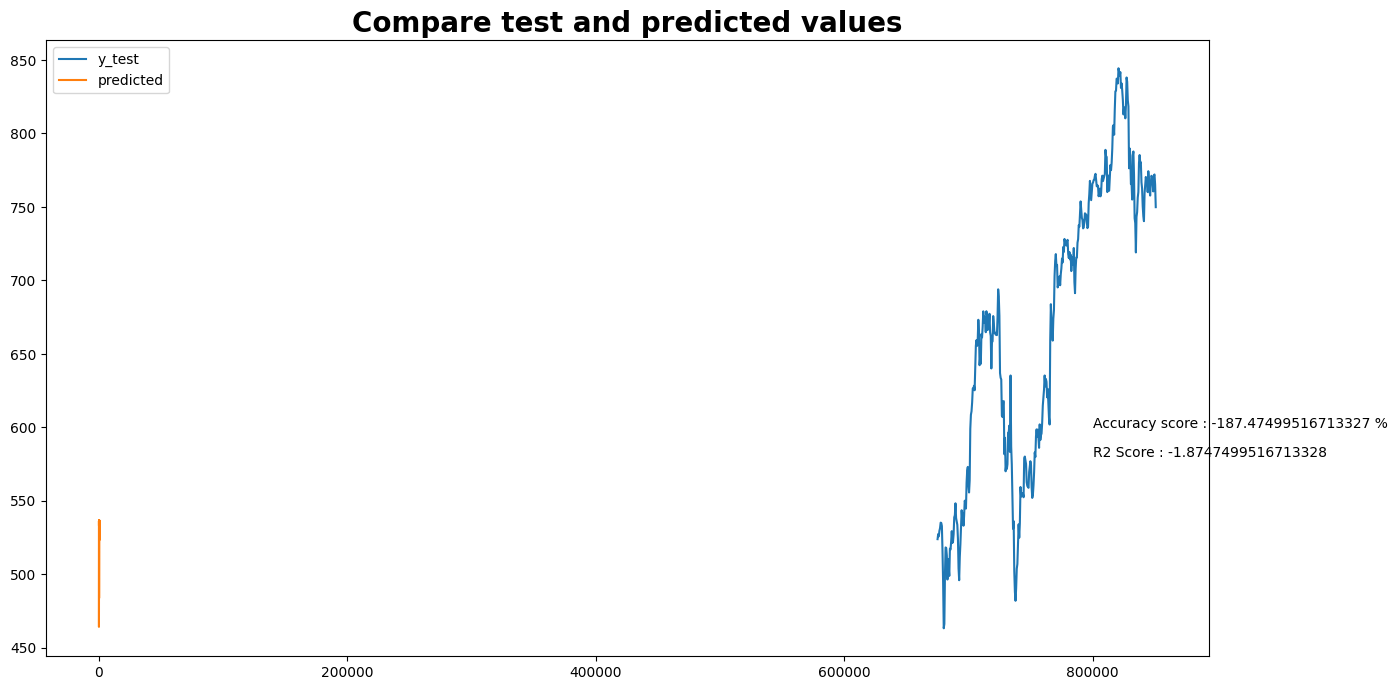 Compare test and predicted values
y_test
predicted
850
800
750
700
650
600
550
500
450
Accuracy score : -187.47499516713327 %
R2 Score : -1.8747499516713328
0 200000 400000 600000 800000